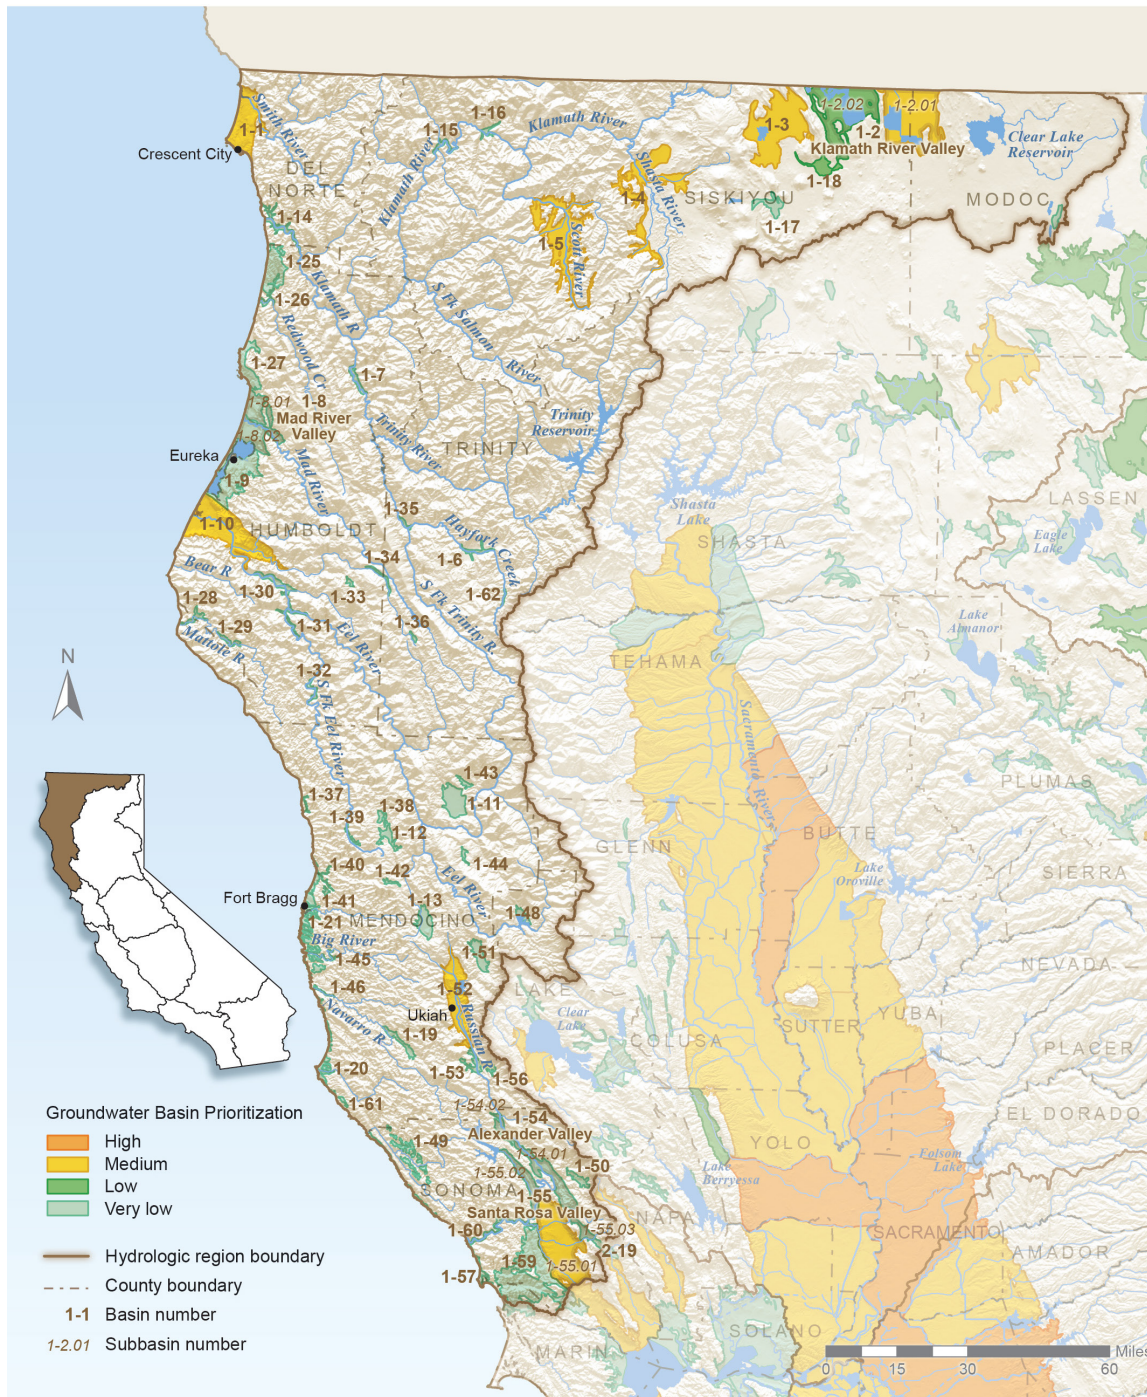 Smith River
1-1
Crescent City
DEL
NORTE
1-16
1-15
Klamath River
Klamath River
Shasta River
1-4
SISKIYOU
1-5
Scott River
1-3
1-2.02
1-2.01
1-2
Klamath River Valley
1-18
1-17
Clear Lake
Reservoir
MODOC
1-14
1-25
1-26
Klamath R
Redwood Cr
S Fk Salmon River
1-27
1-7
1-8.01
1-8
Mad River
Valley
1-8.02
Mad River
Eureka
1-9
Trinity River
Trinity
Reservoir
TRINITY
1-10
HUMBOLDT
1-35
Hayfork Creek
1-6
1-34
1-62
Bear R
1-30
1-33
1-28
1-29
1-31
Eel River
1-36
S Fk Trinity R
Mattole R
1-32
S Fk Eel River
Shasta
Lake
SHASTA
LASSEN
Eagle
Lake
Lake
Almanor
TEHAMA
Sacramento River
PLUMAS
N
1-43
1-37
1-38
1-11
1-39
1-12
1-40
1-42
1-44
Eel River
Fort Bragg
1-41
1-13
1-21
MENDOCINO
1-48
Big River
1-45
1-51
1-46
1-52
Ukiah
Russian R
Navarro R
1-19
1-20
1-53
1-56
1-61
GLENN
BUTTE
Lake
Oroville
SIERRA
NEVADA
LAKE
Clear
Lake
COLUSA
SUTTER
YUBA
PLACER
EL DORADO
1-54.02
1-54
Alexander Valley
1-54.01
1-49
1-55.02
1-50
SONOMA
1-55
Santa Rosa Valley
1-60
1-55.03
1-59
2-19
1-57
1-55.01
NAPA
YOLO
Lake
Berryessa
Folsom
Lake
SACRAMENTO
AMADOR
SOLANO
MARIN
Groundwater Basin Prioritization
High
Medium
Low
Very low
Hydrologic region boundary
County boundary
1-1 Basin number
1-2.01 Subbasin number
Miles
0 15 30 60